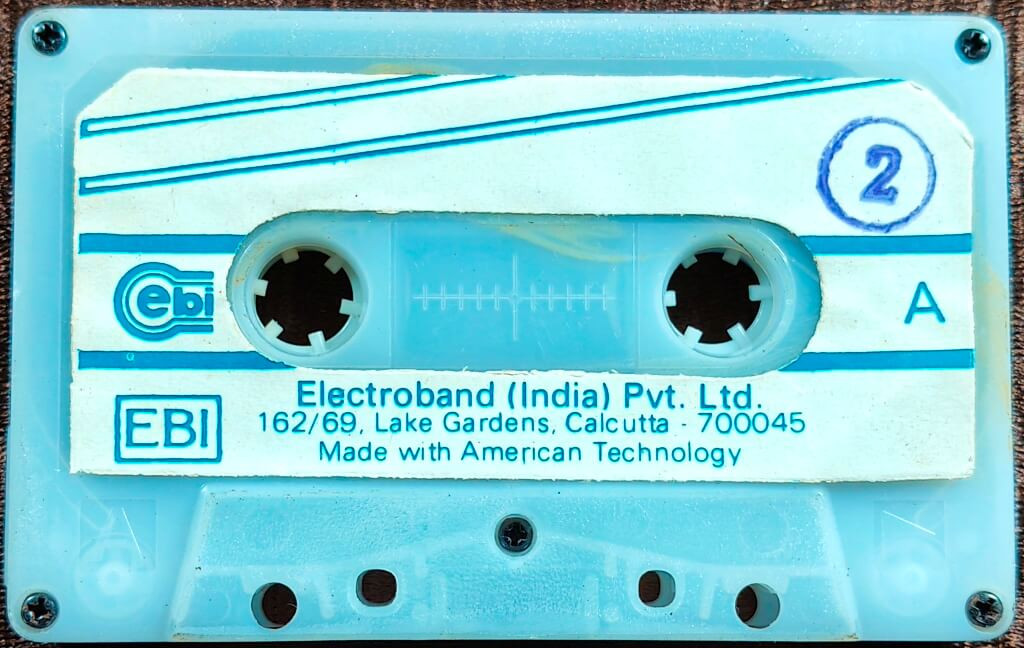 2
ebi
A
EBI
Electroband (India) Pvt. Ltd.
162/69, Lake Gardens, Calcutta - 700045
Made with American Technology